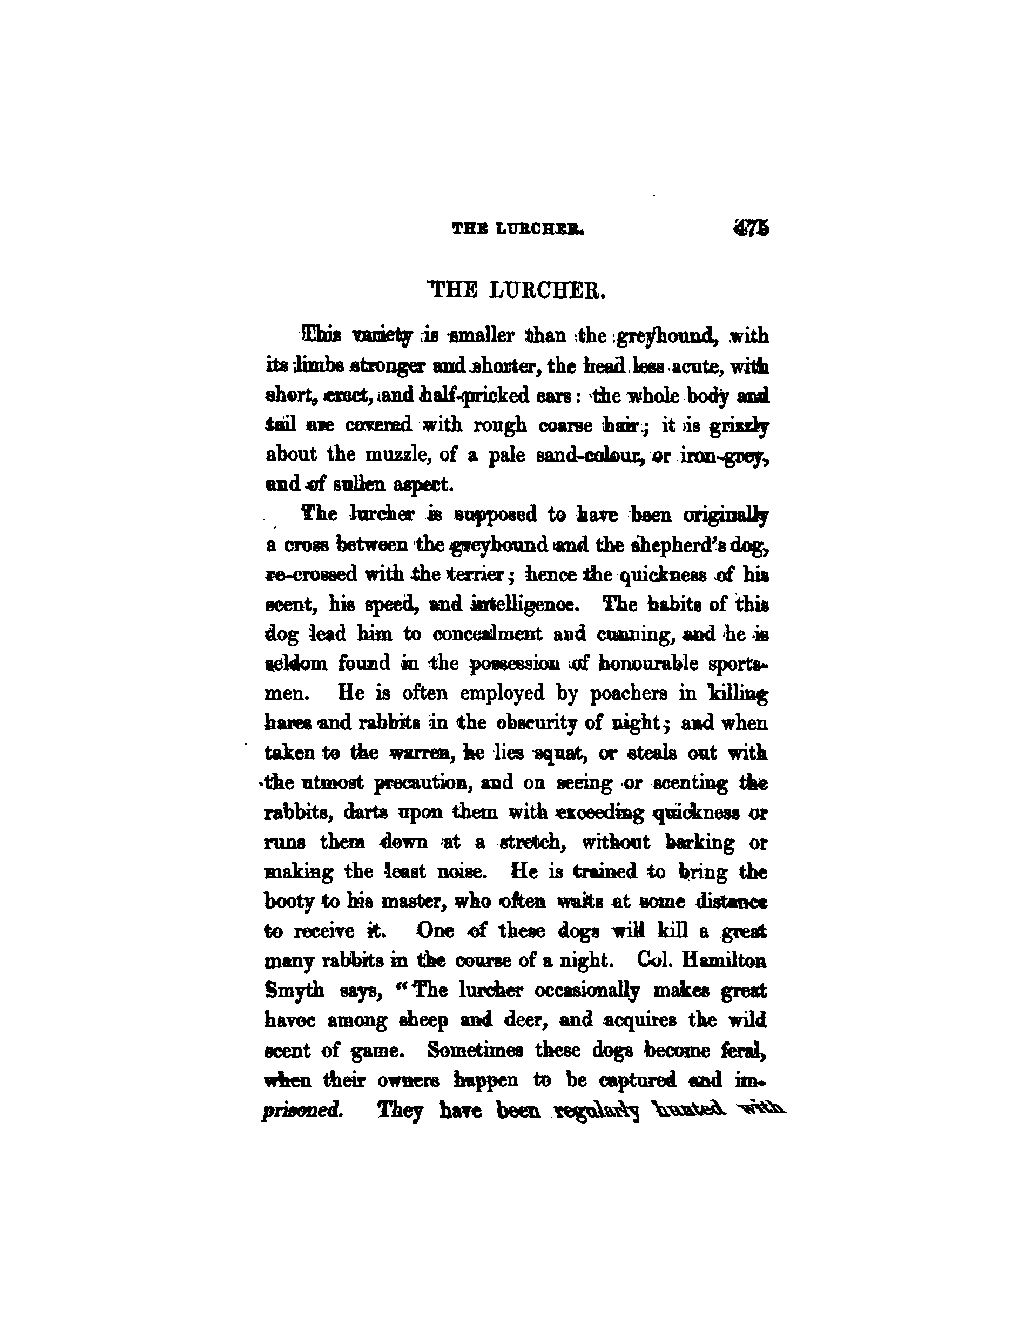 THE LURCHER. 475
THE LURCHER.
This variety is smaller than the greyhound, with
its limbs stronger and shorter, the head less acute, with
short, erect, and half-pricked ears: the whole body and
tail are covered with rough coarse hair; it is grizzly
about the muzzle, of a pale sand-colour, or iron-grey,
and of sullen aspect.
The lurcher is supposed to have been originally
a cross between the greyhound and the shepherd's dog,
re-crossed with the terrier; hence the quickness of his
scent, his speed, and intelligence. The habits of this
dog lead him to concealment and cunning, and he is
seldom found in the possession of honourable sports-
men. He is often employed by poachers in killing
hares and rabbits in the obscurity of night; and when
taken to the warren, he lies squat, or steals out with
the utmost precaution, and on seeing or scenting the
rabbits, darts upon them with exceeding quickness or
runs them down at a stretch, without barking or
making the least noise. He is trained to bring the
booty to his master, who often waits at some distance
to receive it. One of these dogs will kill a great
many rabbits in the course of a night. Col. Hamilton
Smyth says, "The lurcher occasionally makes great
havoc among sheep and deer, and acquires the wild
scent of game. Sometimes these dogs become feral,
when their owners happen to be captured and im-
prisoned. They have been regularly hunted with